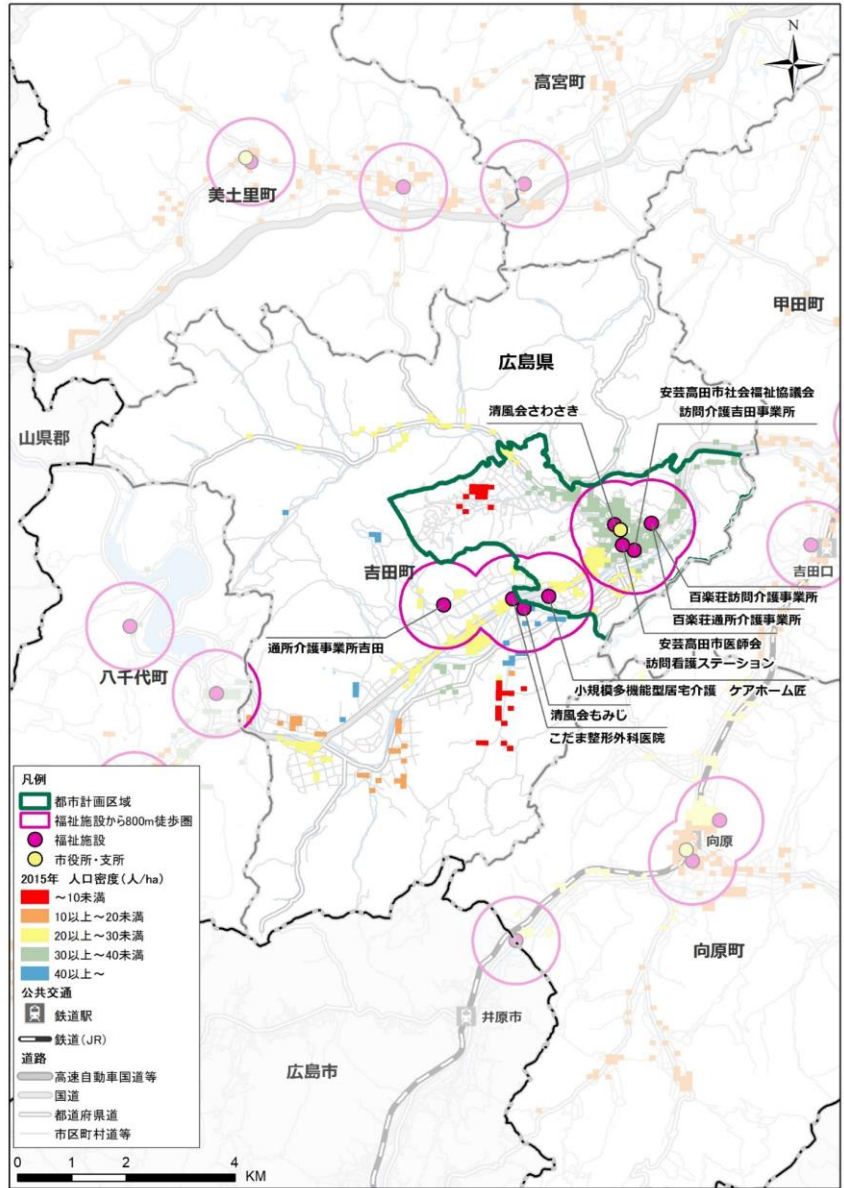 N
高宮町
美土里町
甲田町
広島県
安芸高田市社会福祉協議会
訪問介護吉田事業所
清風会さわさき
山県郡
吉田町
吉田口
百楽荘訪問介護事業所
百楽荘通所介護事業所
通所介護事業所吉田
安芸高田市医師会
訪問看護ステーション
八千代町
小規模多機能型居宅介護 ケアホーム匠
清風会もみじ
こだま整形外科医院
凡例
都市計画区域
福祉施設から800m徒歩圏
福祉施設
市役所・支所
2015年 人口密度(人/ha)
～10未満
10以上～20未満
20以上～30未満
30以上～40未満
40以上～
公共交通
鉄道駅
鉄道(JR)
道路
高速自動車国道等
国道
都道府県道
市区町村道等
向原
向原町
井原市
広島市
0 1 2 4
KM